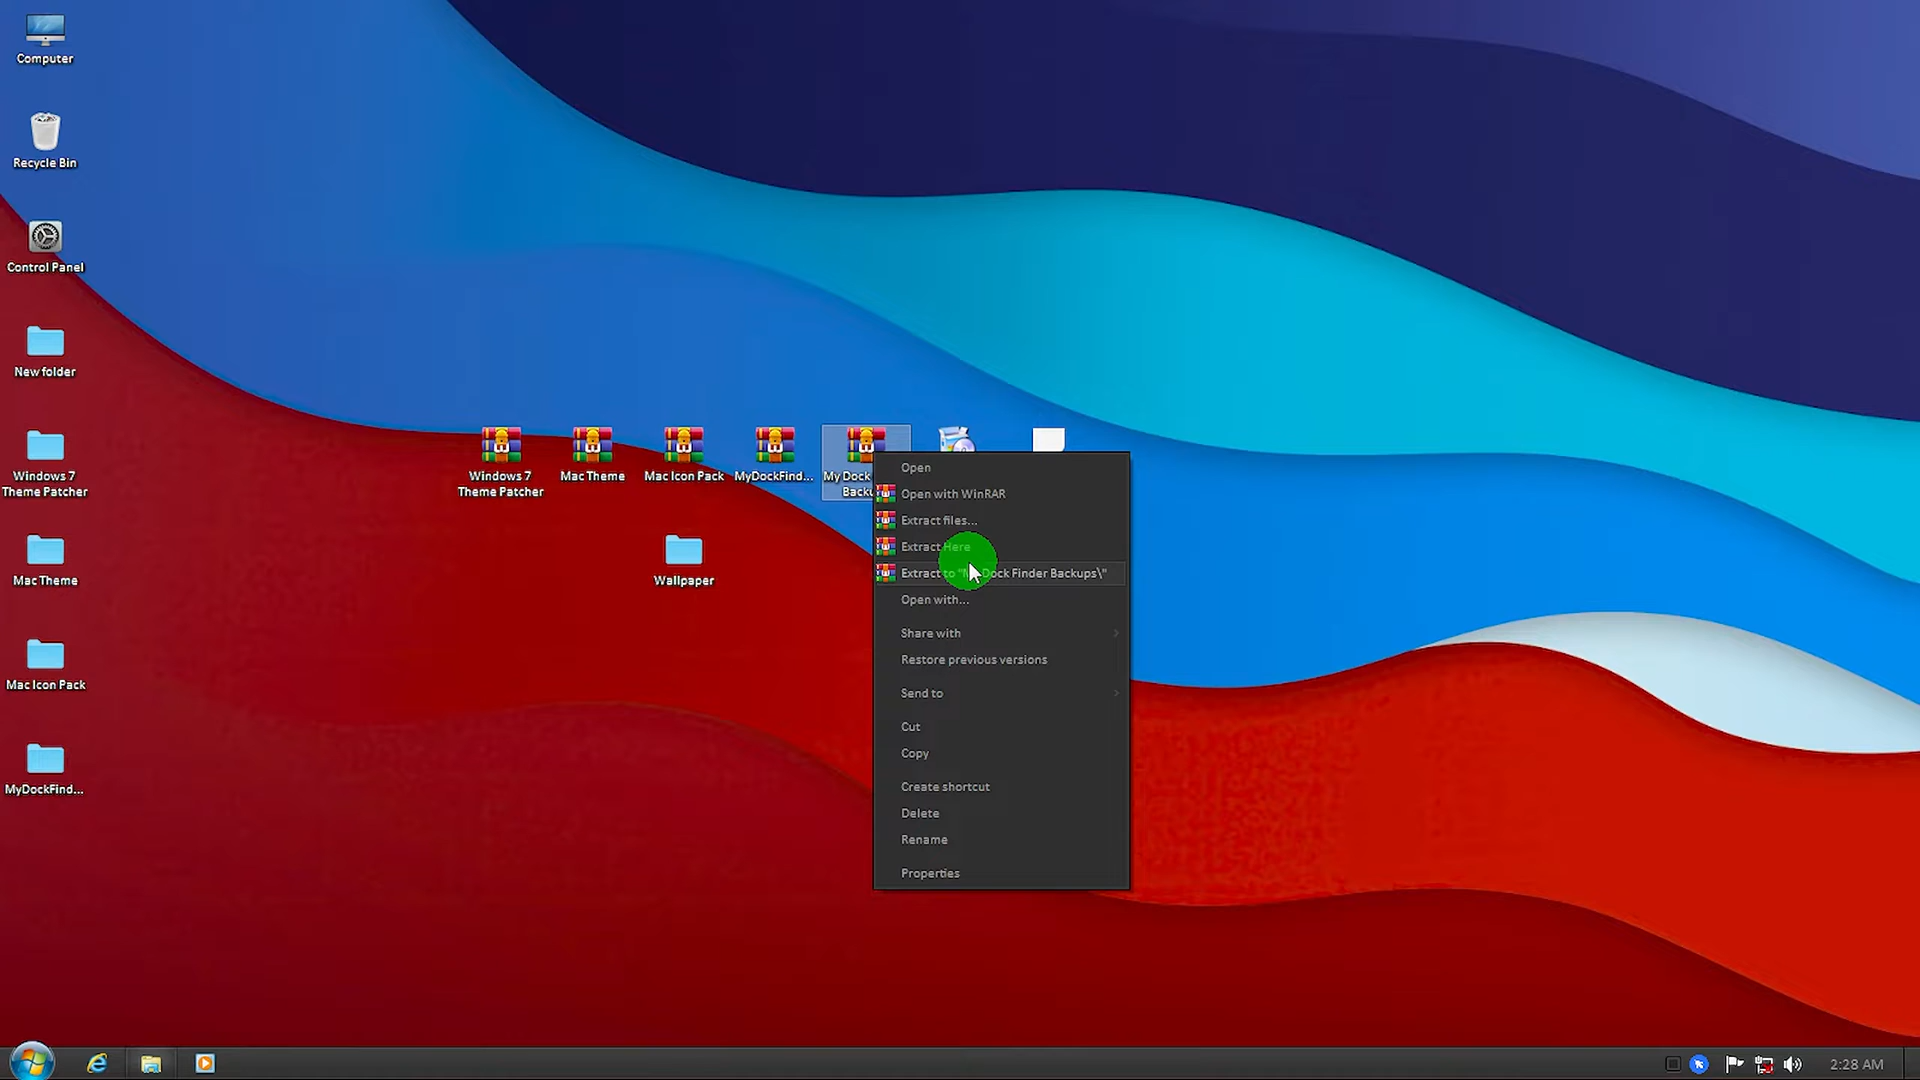 Computer
Recycle Bin
Control Panel
New folder
Windows 7
Theme Patcher
Mac Theme
Mac Icon Pack
MyDockFind...
Windows 7
Theme Patcher
Mac Theme
Mac Icon Pack
MyDockFind...
My Dock
Wallpaper
Open
Open with WinRAR
Extract files...
Extract Here
Extract to "My Dock Finder Backups\"
Open with...
Share with
Restore previous versions
Send to
Cut
Copy
Create shortcut
Delete
Rename
Properties
2:28 AM